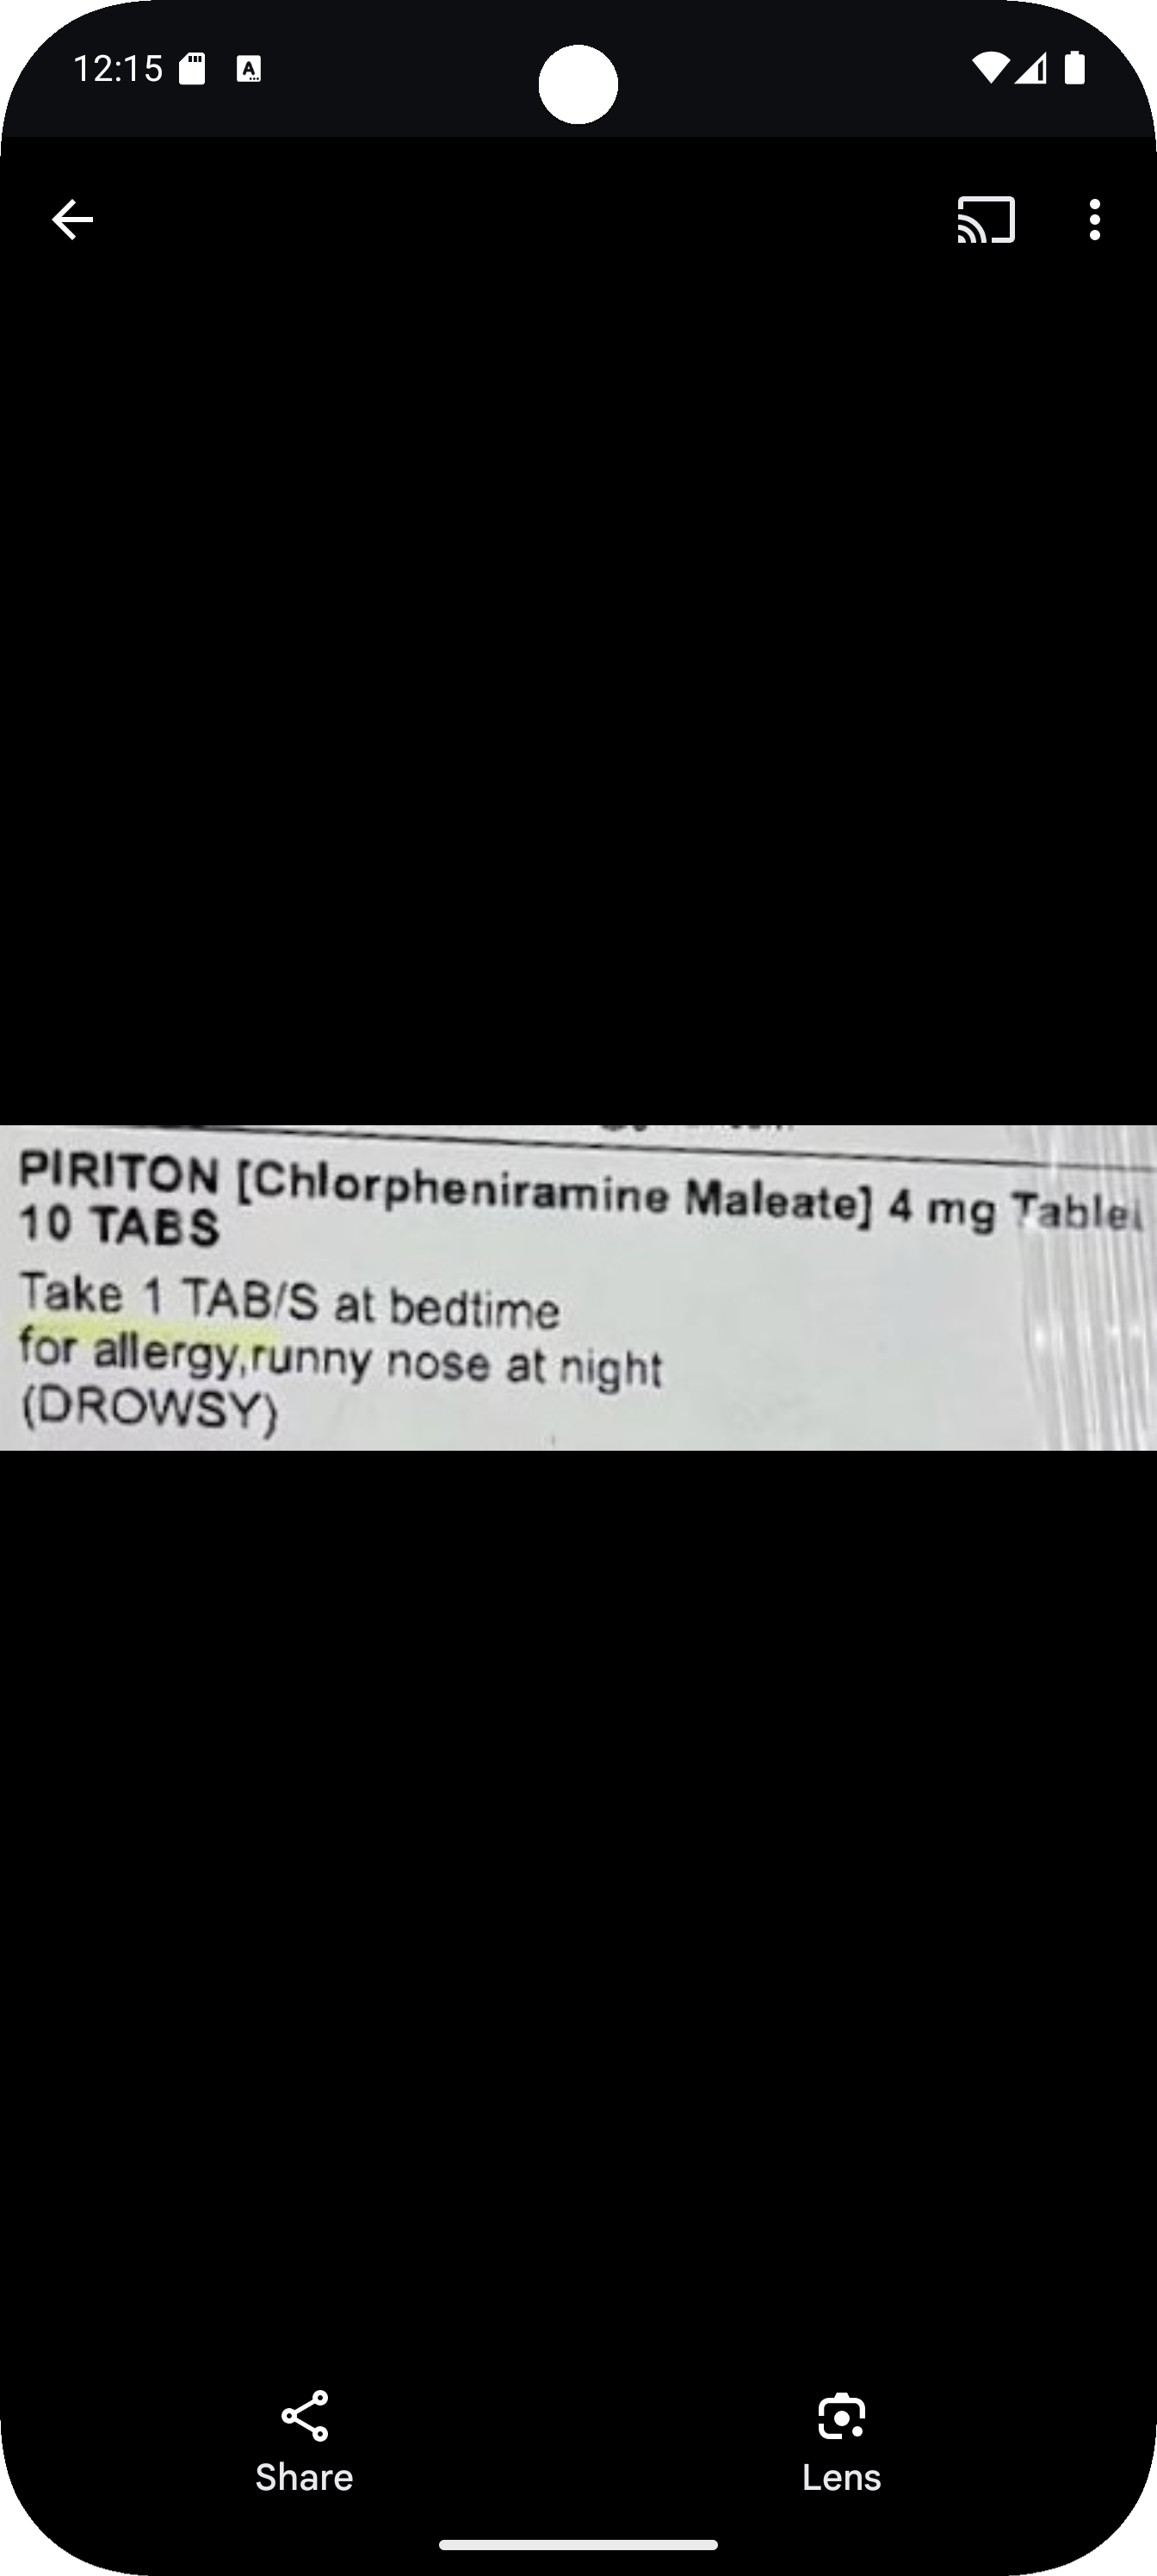 12:15
PIRITON [Chlorpheniramine Maleate] 4 mg
10 TABS
Take 1 TAB/S at bedtime
for allergy,runny nose at night
(DROWSY)
Share
Lens